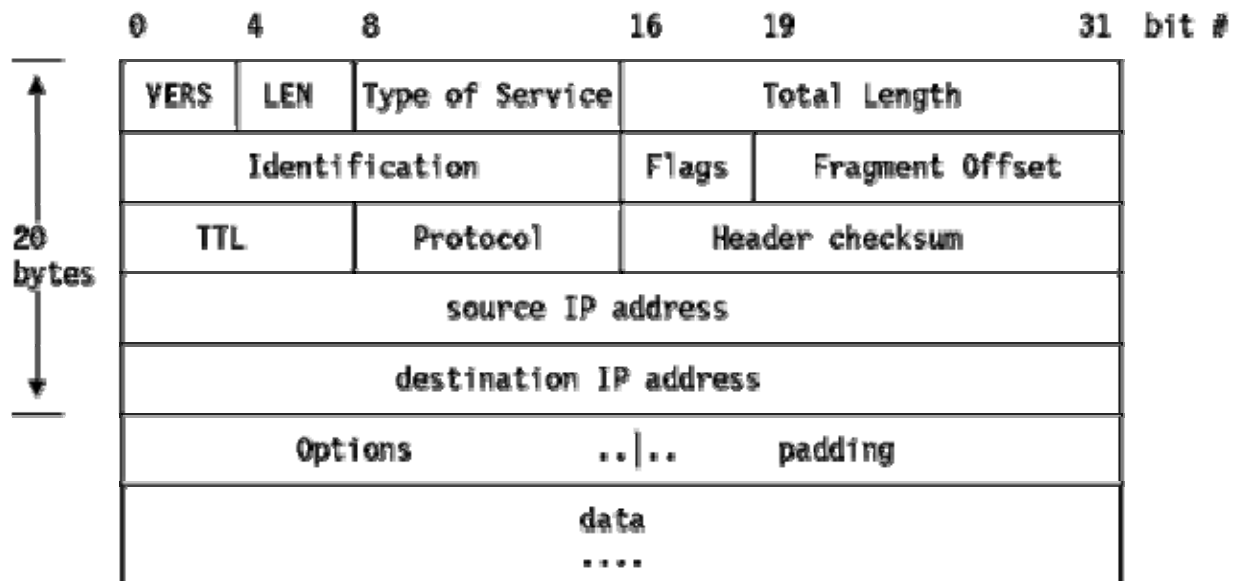 0 4 8 16 19 31 bit #
VERS LEN Type of Service Total Length
Identification Flags Fragment Offset
TTL Protocol Header checksum
20
bytes
source IP address
destination IP address
Options ..|.. padding
data
....